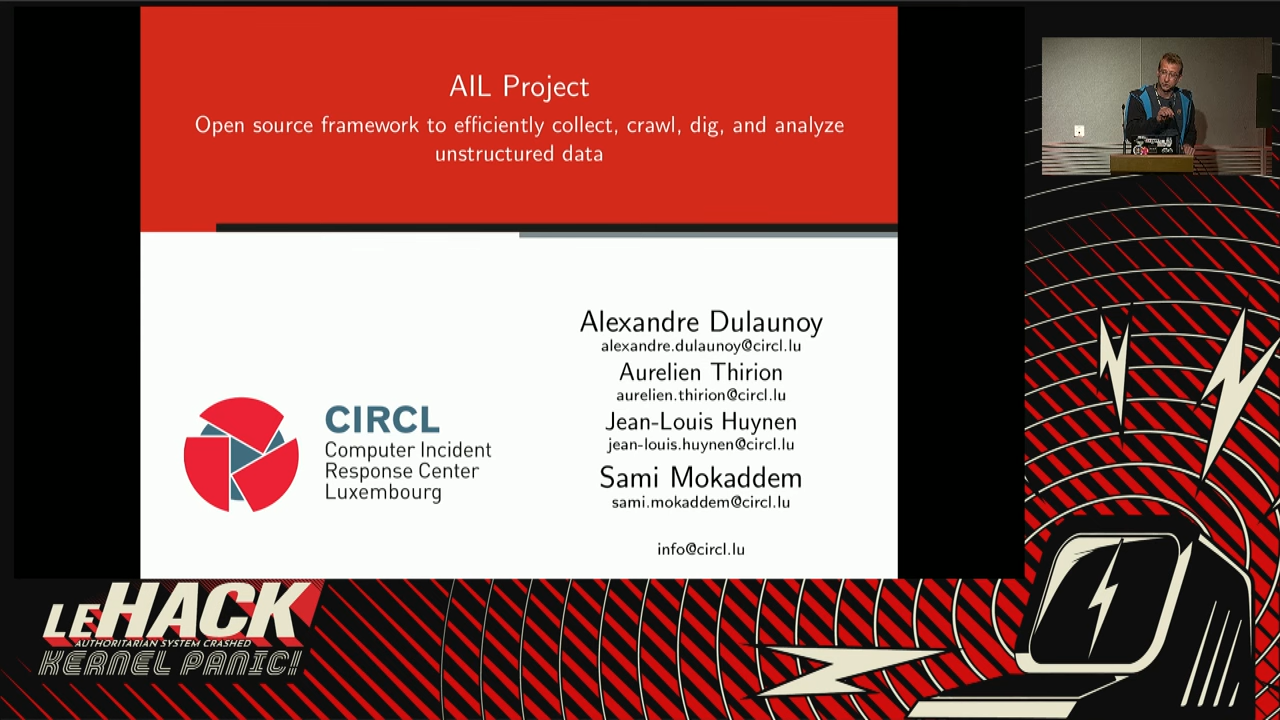 AIL Project
Open source framework to efficiently collect, crawl, dig, and analyze
unstructured data
Alexandre Dulaunoy
alexandre.dulaunoy@circl.lu
Aurelien Thirion
aurelien.thirion@circl.lu
Jean-Louis Huynen
jean-louis.huynen@circl.lu
Sami Mokaddem
sami.mokaddem@circl.lu
info@circl.lu
CIRCL
Computer Incident
Response Center
Luxembourg
LEHACK
AUTHORITARIAN SYSTEM CRASHED
KERNEL PANIC!